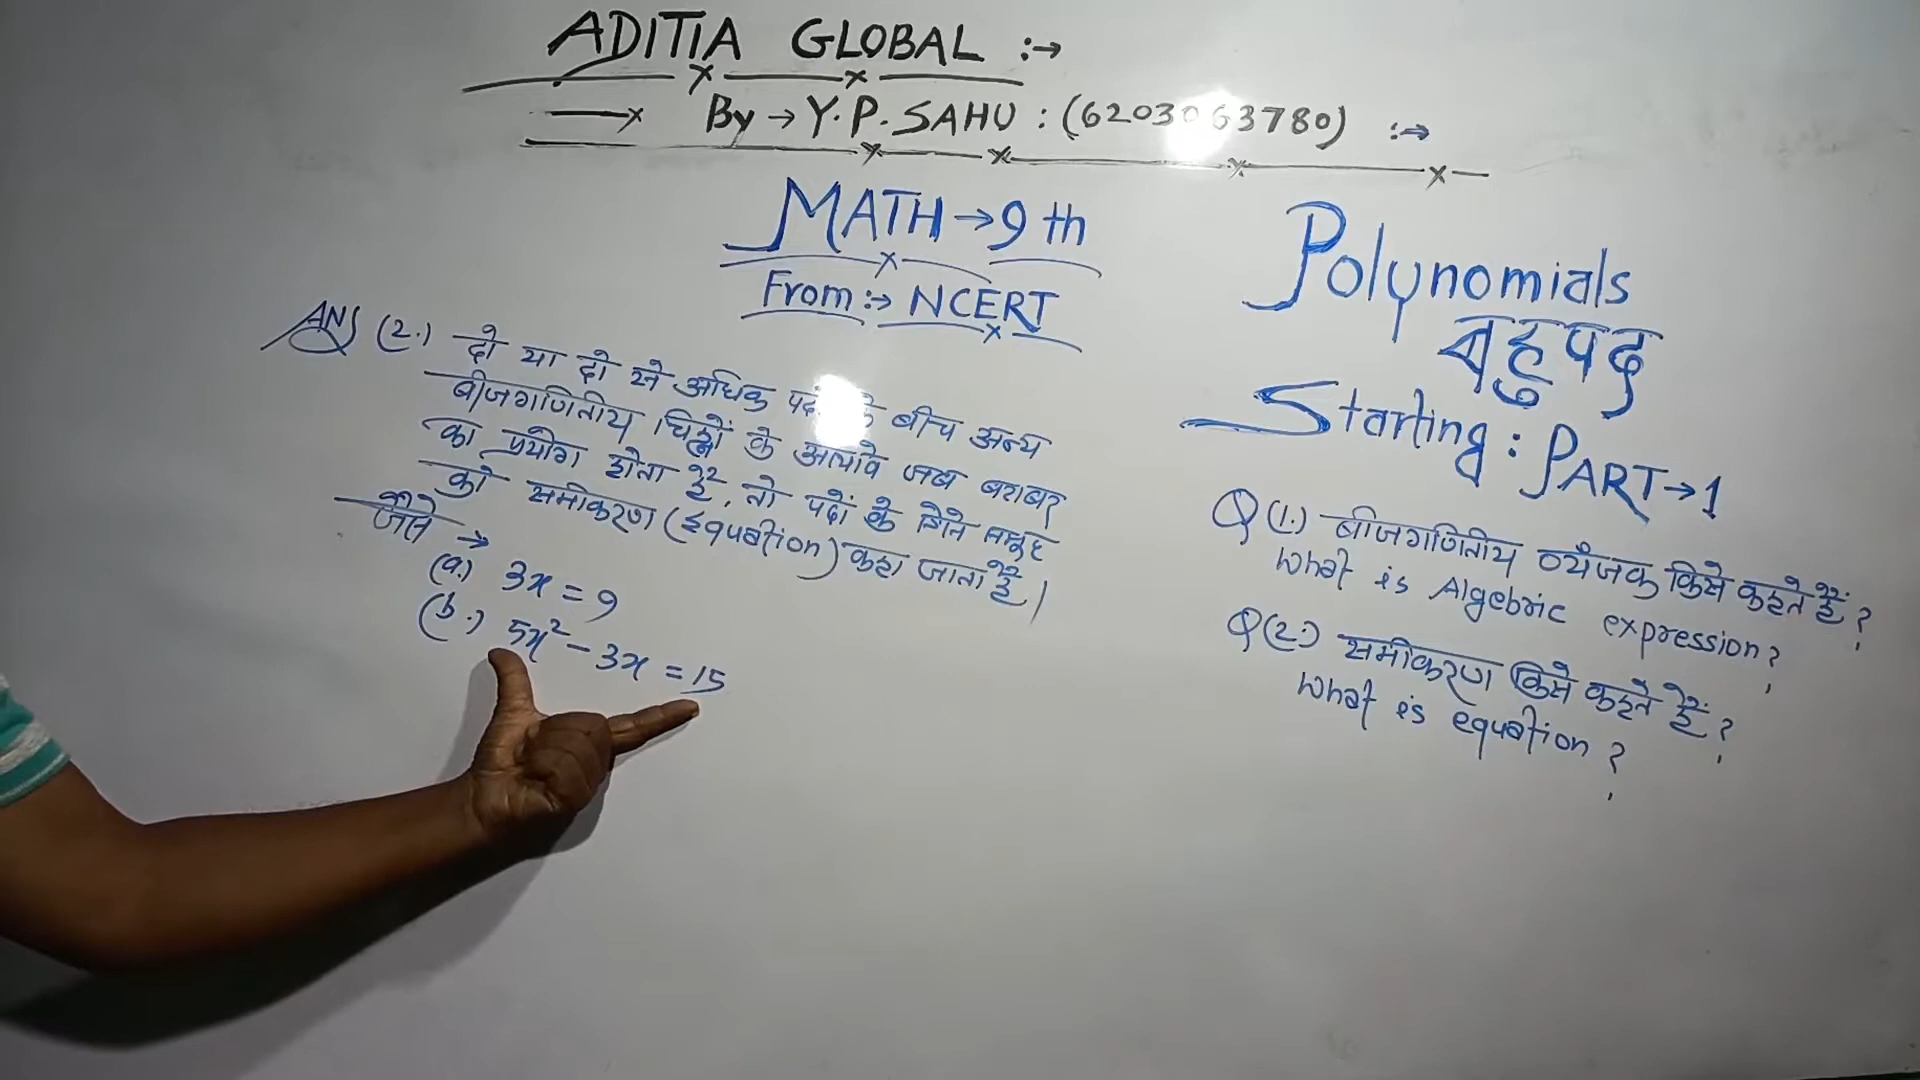 ADITIA GLOBAL :→
By → Y.P. SAHU : (6203063780) :→
MATH → 9 th
From :→ NCERT
ANS (2.) दो या दो से अधिक के बीच अन्य
बीजगणितीय चिह्नों के अलावे जब बराबर
का प्रयोग होता है, तो पदों के समूह
को समीकरण (Equation) कहा जाता है।
जैसे →
(a.) 3x = 9
(b.) 5x² - 3x = 15
Polynomials
बहुपद
Starting : PART → 1
Q (1.) बीजगणितीय व्यँजक किसे कहते हैं?
What is Algebric expression?
Q (2.) समीकरण किसे कहते हैं?
What is equation?